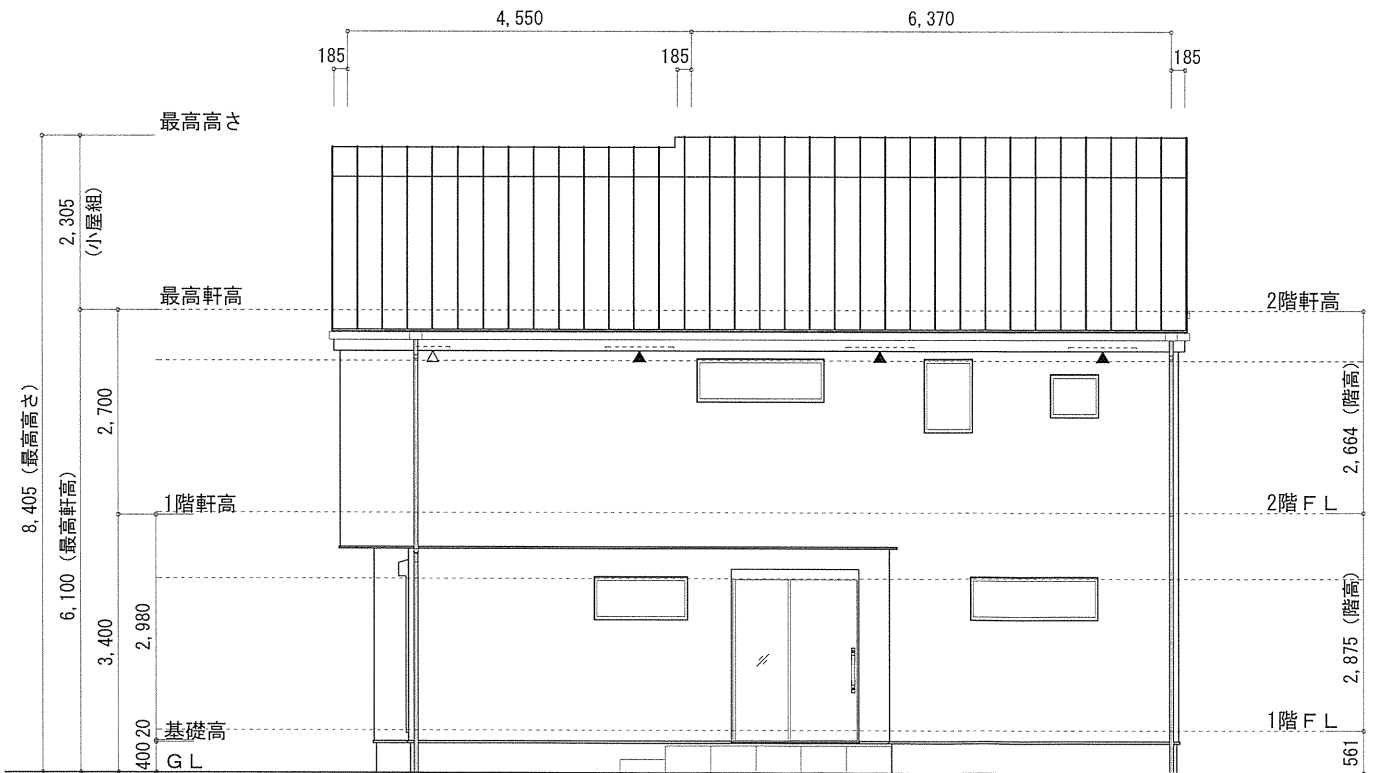 4,550
6,370
185
185
185
最高高さ
2,305
(小屋組)
最高軒高
2階軒高
2,700
2,664 (階高)
8,405 (最高高さ)
6,100 (最高軒高)
1階軒高
2階ＦＬ
3,400
2,980
2,875 (階高)
基礎高
1階ＦＬ
20
400
ＧＬ
561